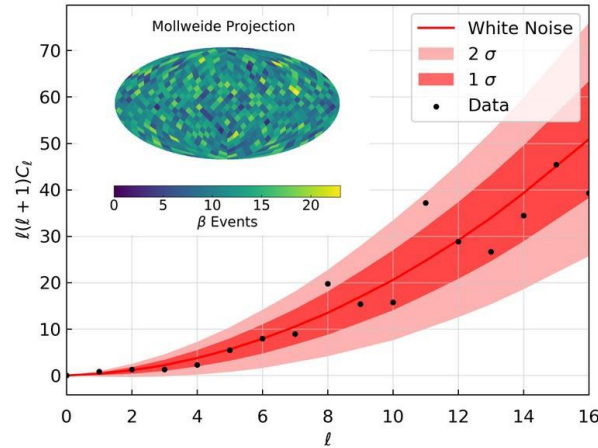 Mollweide Projection
0 5 10 15 20
β Events
White Noise
2 σ
1 σ
Data
70
60
50
40
30
20
10
0
ℓ(ℓ + 1)Cℓ
0 2 4 6 8 10 12 14 16
ℓ